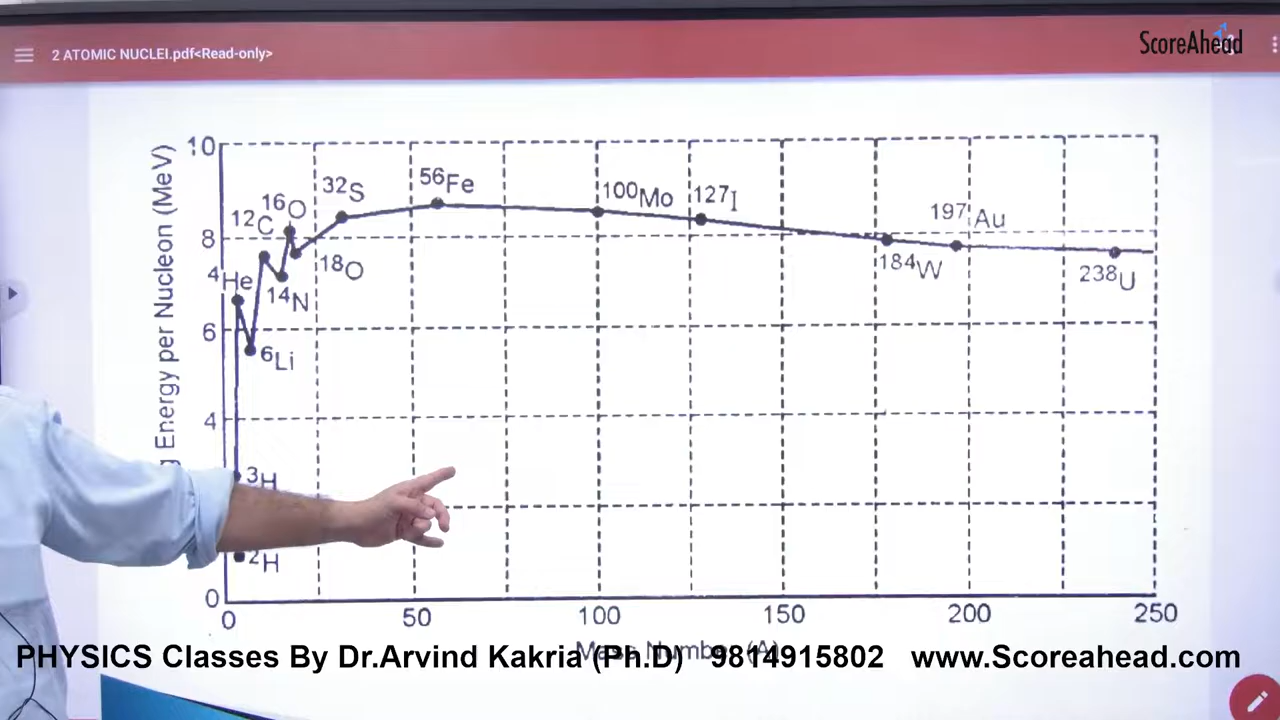 ScoreAhead
2 ATOMIC NUCLEI.pdf<Read-only>
10
8
6
4
0
Energy per Nucleon (MeV)
56Fe
32S
100Mo
127I
16O
12C
197Au
18O
184W
4He
14N
238U
6Li
3H
2H
0
50
100
150
200
250
Mass Number (A)
PHYSICS Classes By Dr.Arvind Kakria (Ph.D) 9814915802 www.Scoreahead.com